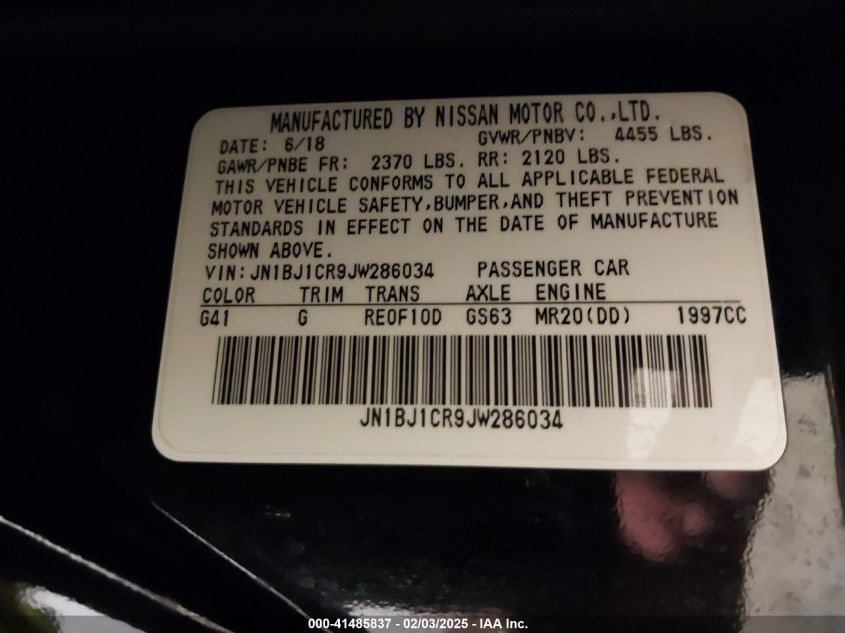 MANUFACTURED BY NISSAN MOTOR CO.,LTD.
DATE: 6/18 GVWR/PNBV: 4455 LBS.
GAWR/PNBE FR: 2370 LBS. RR: 2120 LBS.
THIS VEHICLE CONFORMS TO ALL APPLICABLE FEDERAL
MOTOR VEHICLE SAFETY,BUMPER,AND THEFT PREVENTION
STANDARDS IN EFFECT ON THE DATE OF MANUFACTURE
SHOWN ABOVE.
VIN: JN1BJ1CR9JW286034 PASSENGER CAR
COLOR TRIM TRANS AXLE ENGINE
G41 G RE0F10D GS63 MR20(DD) 1997CC
JN1BJ1CR9JW286034
000-41485837 - 02/03/2025 - IAA Inc.